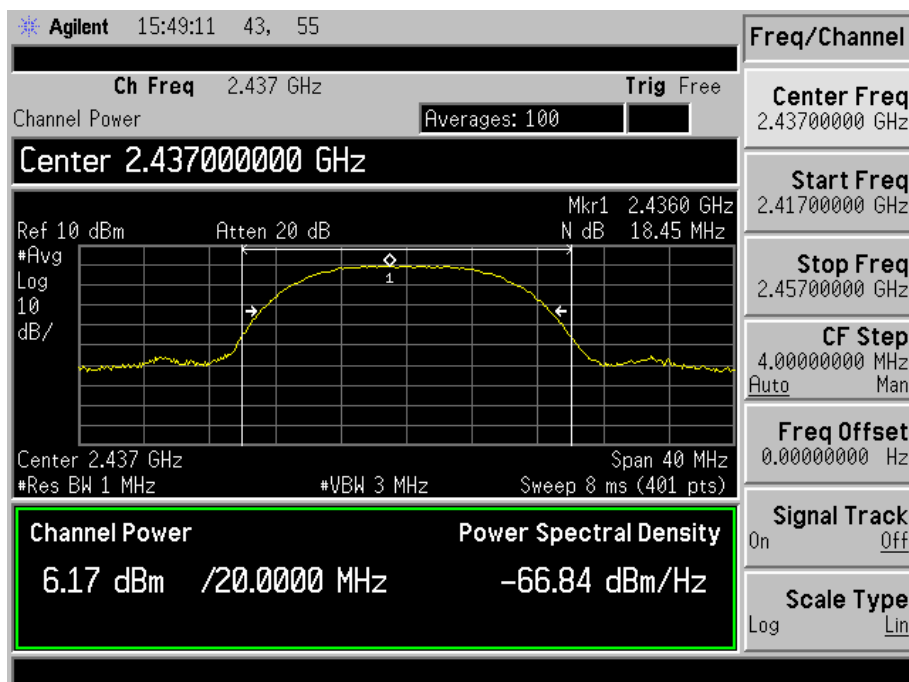 Agilent 15:49:11 43, 55
Freq/Channel
Ch Freq 2.437 GHz Trig Free
Channel Power Averages: 100
Center 2.437000000 GHz
Mkr1 2.4360 GHz
Ref 10 dBm Atten 20 dB N dB 18.45 MHz
#Avg
Log
10
dB/
1
Center 2.437 GHz Span 40 MHz
#Res BW 1 MHz #VBW 3 MHz Sweep 8 ms (401 pts)
Channel Power Power Spectral Density
6.17 dBm /20.0000 MHz -66.84 dBm/Hz
Center Freq
2.43700000 GHz
Start Freq
2.41700000 GHz
Stop Freq
2.45700000 GHz
CF Step
4.00000000 MHz
Auto Man
Freq Offset
0.00000000 Hz
Signal Track
On Off
Scale Type
Log Lin